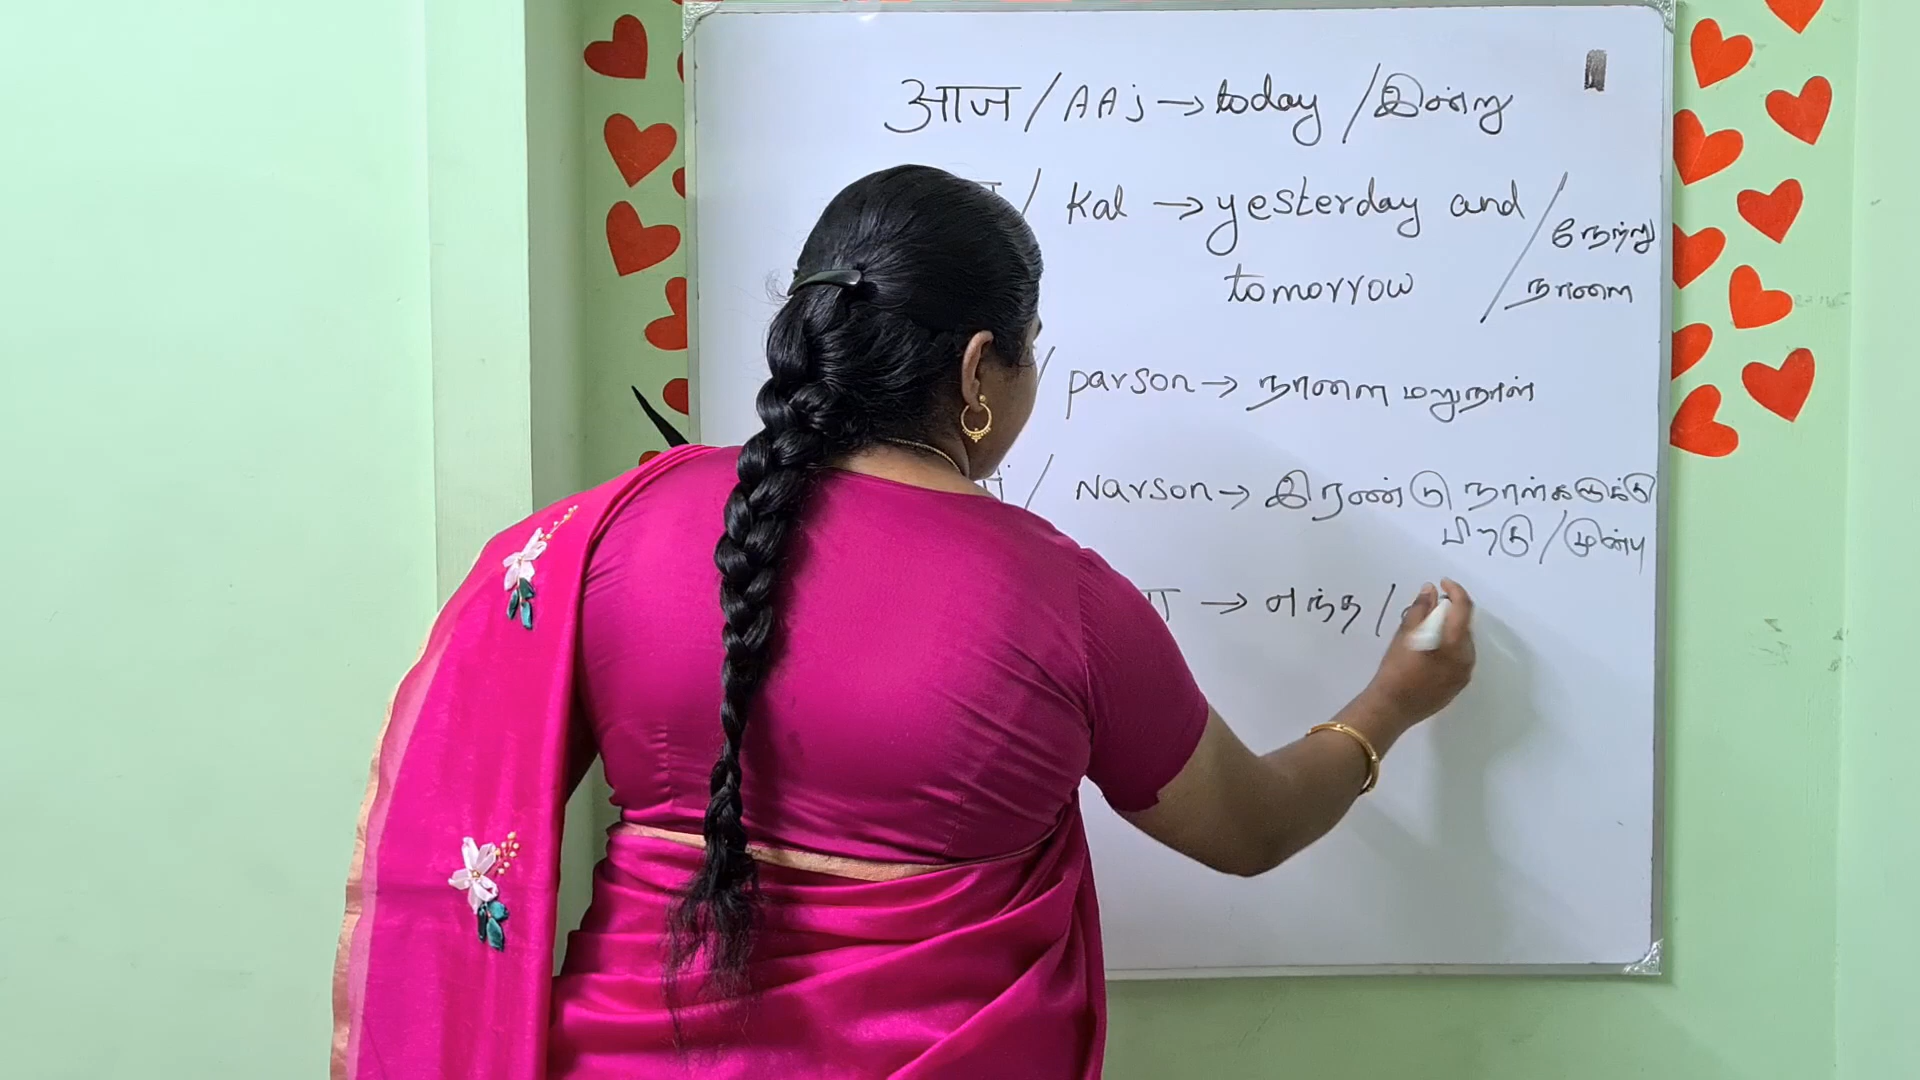 आज / AAj → today / இன்று
/ Kal → yesterday and / நேற்று
tomorrow / நாளை
/ parson → நாளை மறுநாள்
/ Narson → இரண்டு நாள்களுக்கு
பிறகு / முன்பு
→ எந்த /